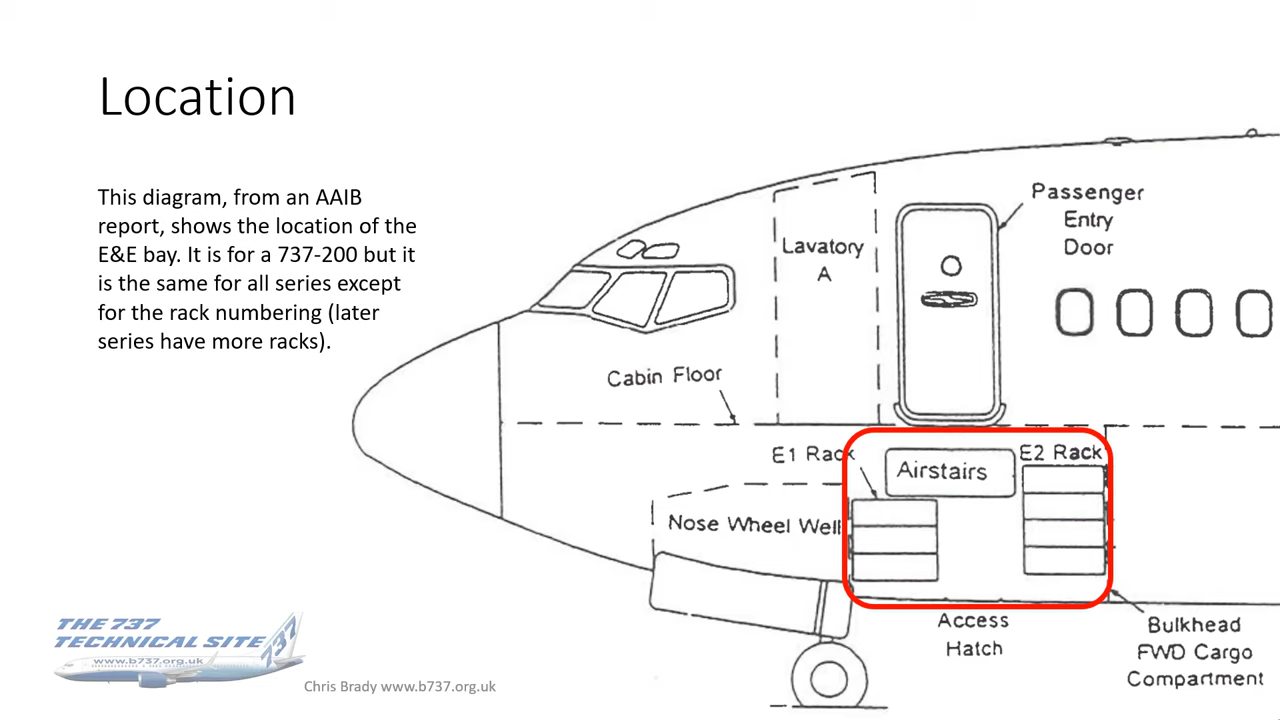 Location
This diagram, from an AAIB
report, shows the location of the
E&E bay. It is for a 737-200 but it
is the same for all series except
for the rack numbering (later
series have more racks).
Passenger
Entry
Door
Lavatory
A
Cabin Floor
E1 Rack
Airstairs
E2 Rack
Nose Wheel Well
Access
Hatch
Bulkhead
FWD Cargo
Compartment
THE 737
TECHNICAL SITE
737
www.b737.org.uk
Chris Brady www.b737.org.uk